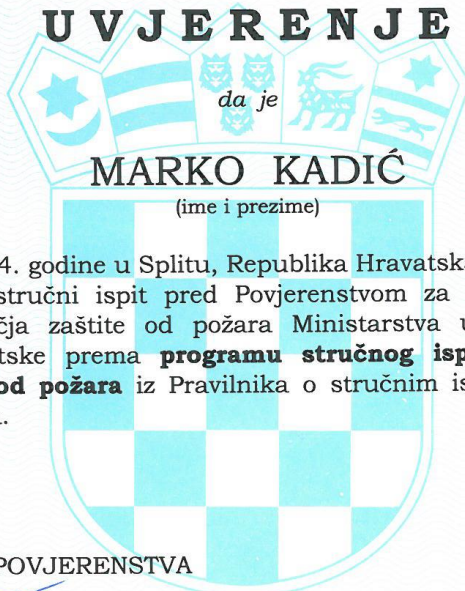 UVJERENJE
da je
MARKO KADIĆ
(ime i prezime)
4. godine u Splitu, Republika Hravatska
stručni ispit pred Povjerenstvom za
čja zaštite od požara Ministarstva u
tske prema programu stručnog isp
od požara iz Pravilnika o stručnim is
POVJERENSTVA